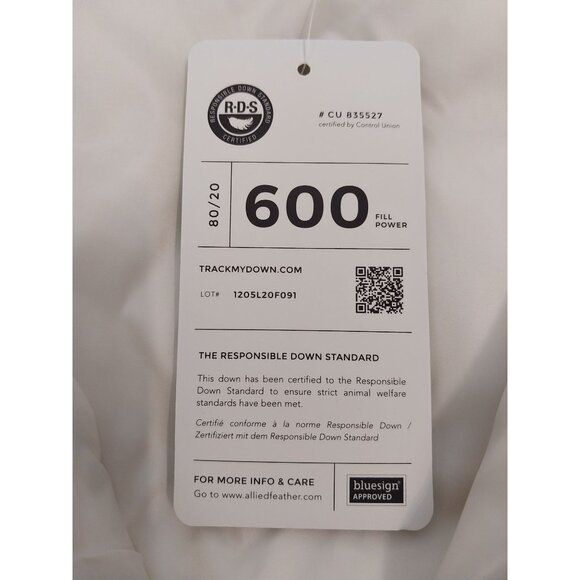 RESPONSIBLE DOWN STANDARD
R·D·S
CERTIFIED
# CU 835527
certified by Control Union
80/20
600
FILL
POWER
TRACKMYDOWN.COM
LOT# 1205L20F091
THE RESPONSIBLE DOWN STANDARD
This down has been certified to the Responsible
Down Standard to ensure strict animal welfare
standards have been met.
Certifié conforme à la norme Responsible Down /
Zertifiziert mit dem Responsible Down Standard
FOR MORE INFO & CARE
Go to www.alliedfeather.com
bluesign®
APPROVED